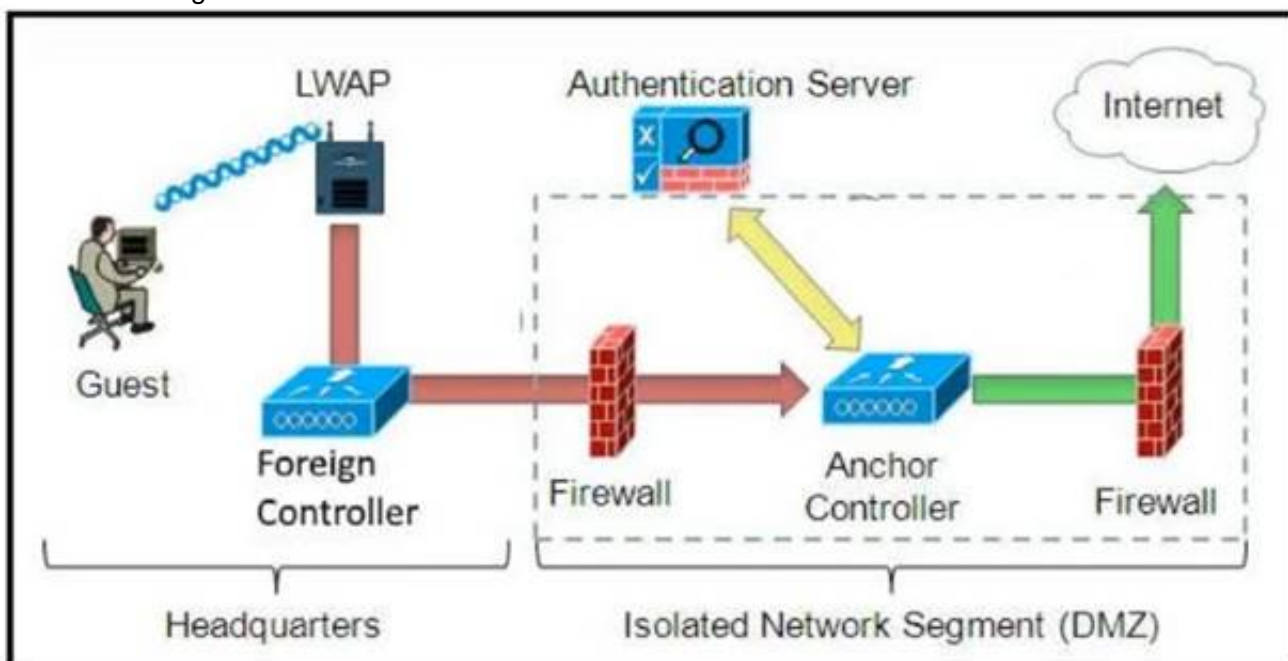 LWAP
Authentication Server
Internet
Guest
Foreign
Controller
Firewall
Anchor
Controller
Firewall
Headquarters
Isolated Network Segment (DMZ)